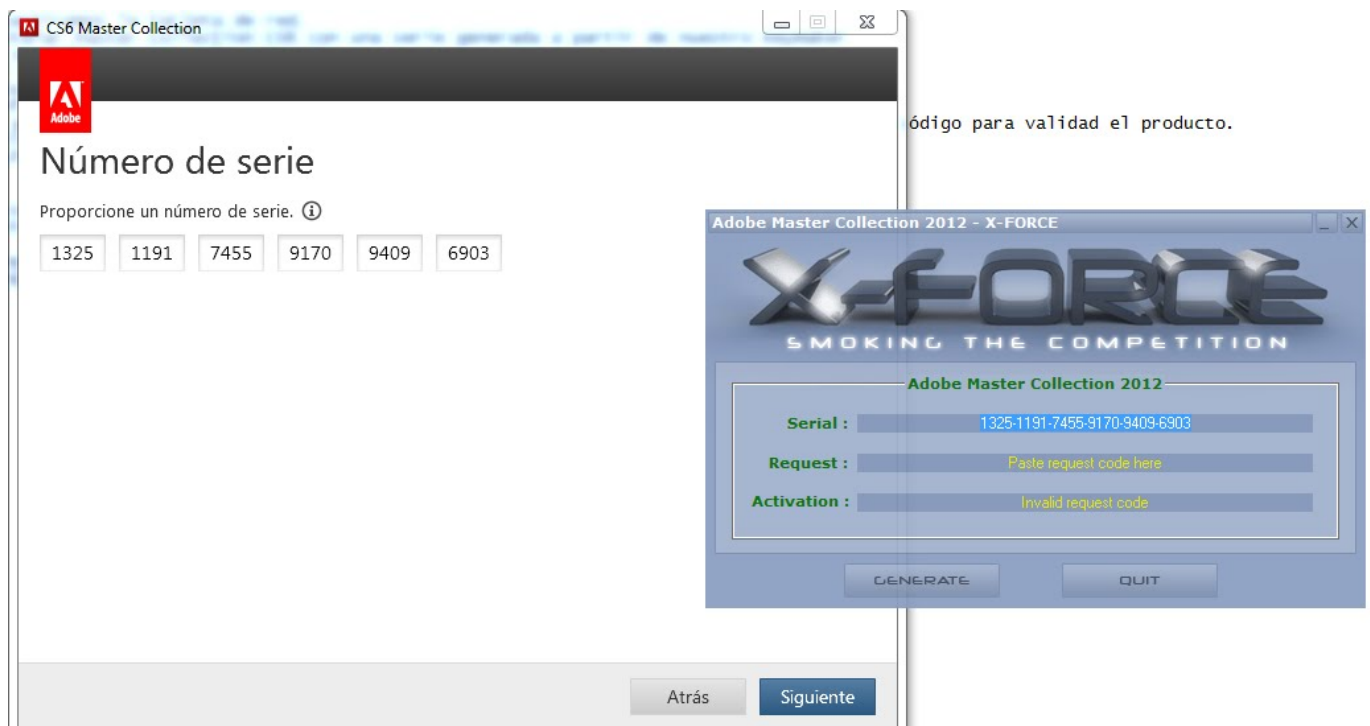 CS6 Master Collection
Adobe
Número de serie
Proporcione un número de serie.
1325 1191 7455 9170 9409 6903
Atrás Siguiente
ódigo para validad el producto.
Adobe Master Collection 2012 - X-FORCE
X-FORCE
SMOKING THE COMPETITION
Adobe Master Collection 2012
Serial : 1325-1191-7455-9170-9409-6903
Request : Paste request code here
Activation : Invalid request code
GENERATE QUIT